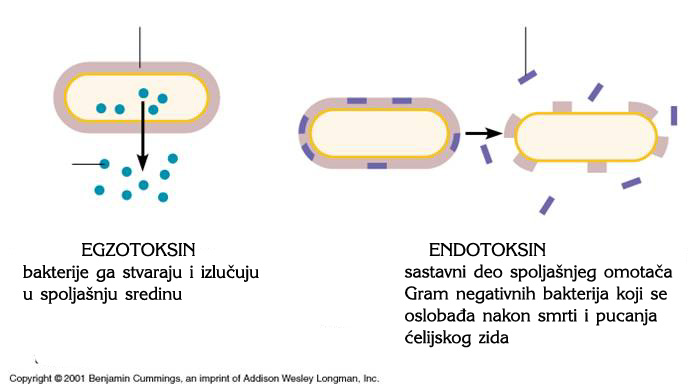 EGZOTOKSIN
bakterije ga stvaraju i izlučuju
u spoljašnju sredinu
ENDOTOKSIN
sastavni deo spoljašnjeg omotača
Gram negativnih bakterija koji se
oslobađa nakon smrti i pucanja
ćelijskog zida
Copyright © 2001 Benjamin Cummings, an imprint of Addison Wesley Longman, Inc.